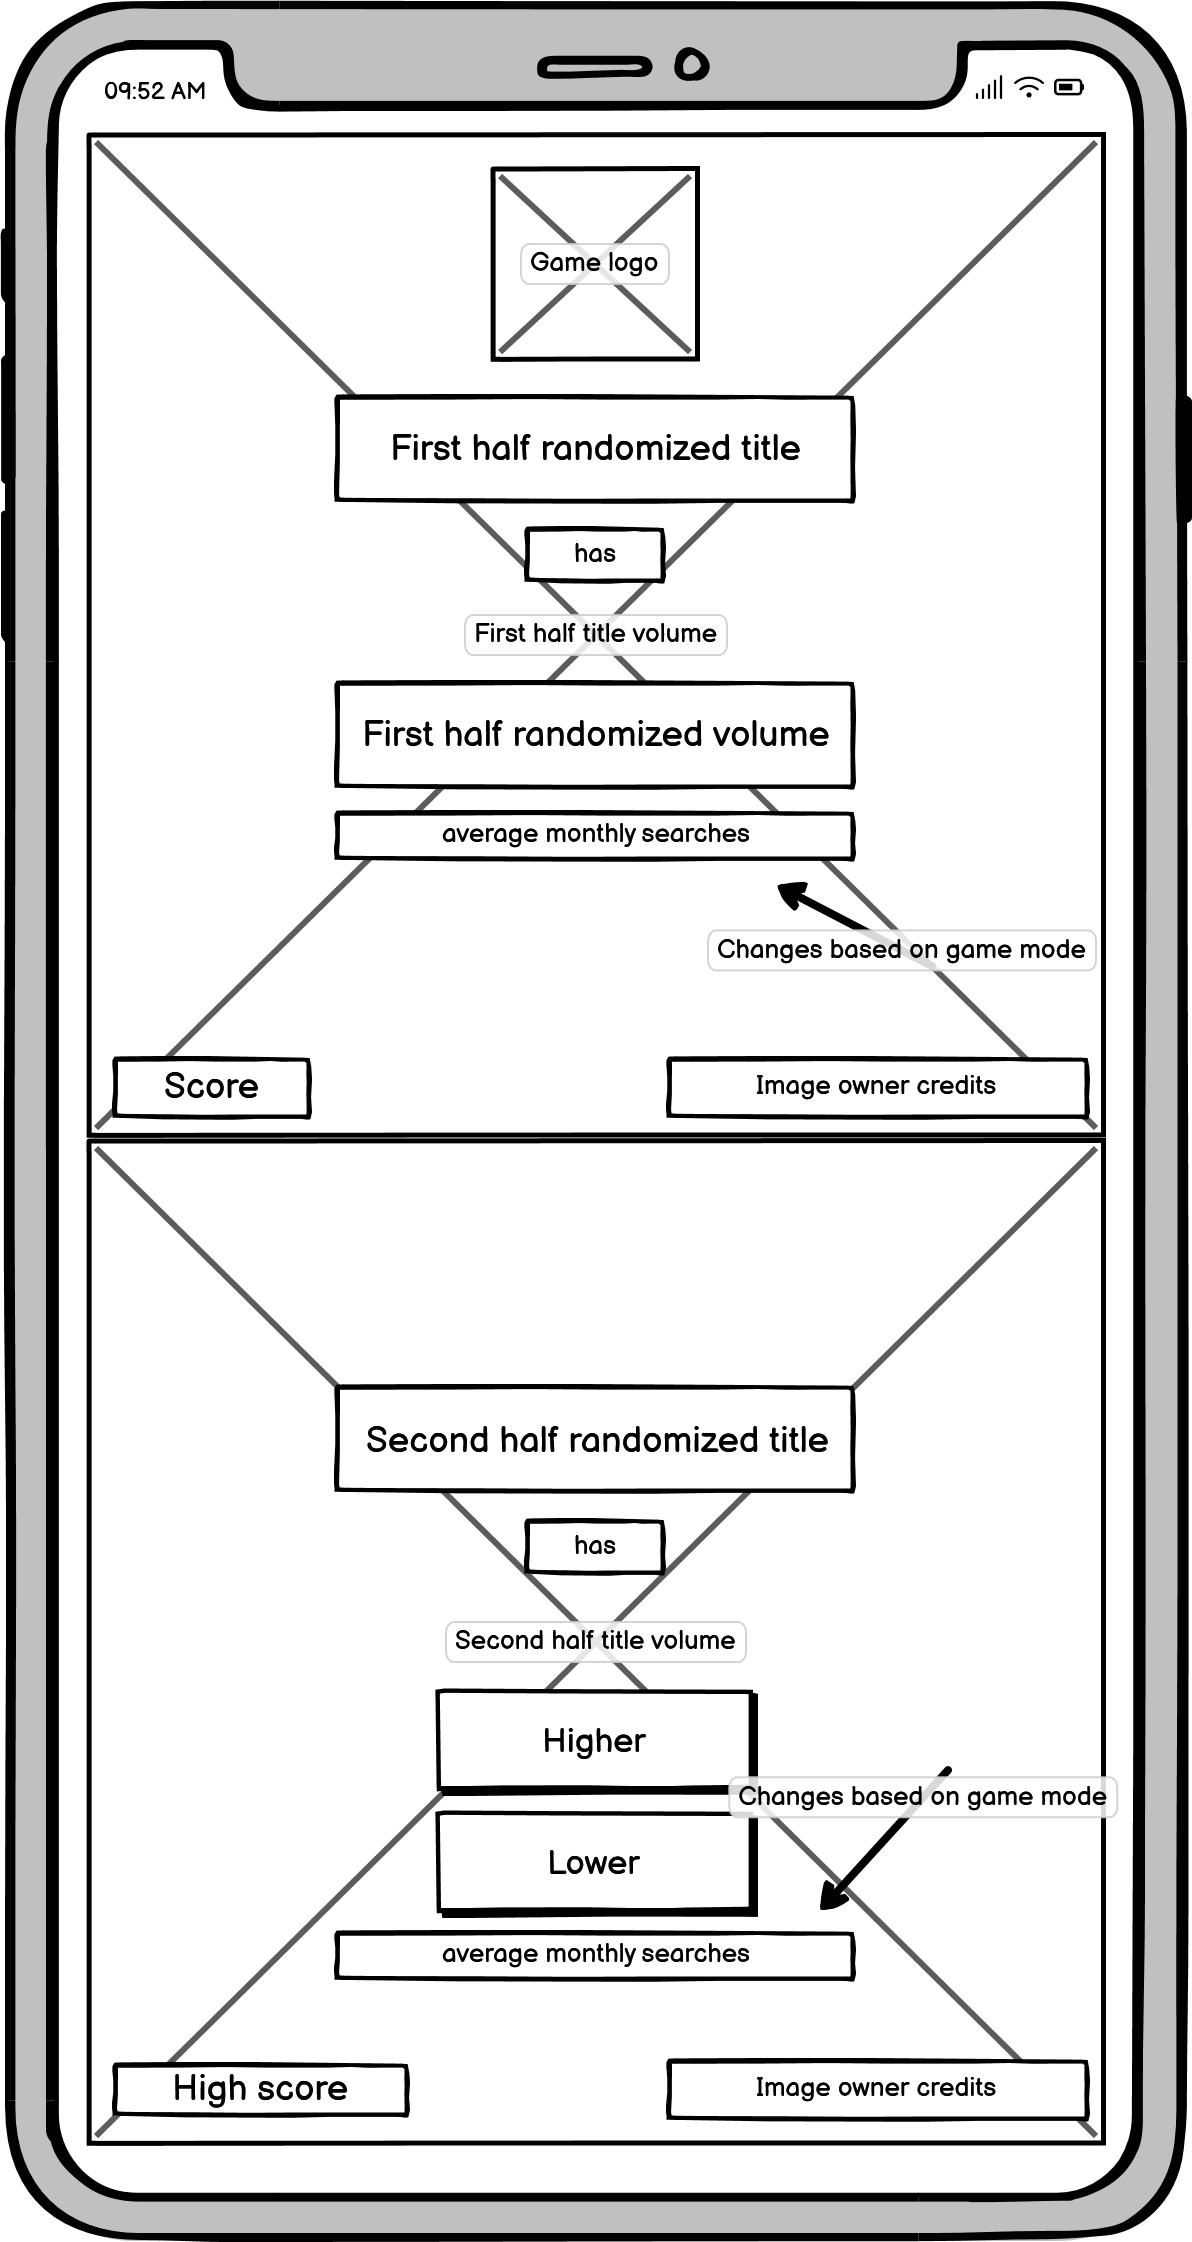 09:52 AM
Game logo
First half randomized title
has
First half title volume
First half randomized volume
average monthly searches
Changes based on game mode
Score
Image owner credits
Second half randomized title
has
Second half title volume
Higher
Changes based on game mode
Lower
average monthly searches
High score
Image owner credits